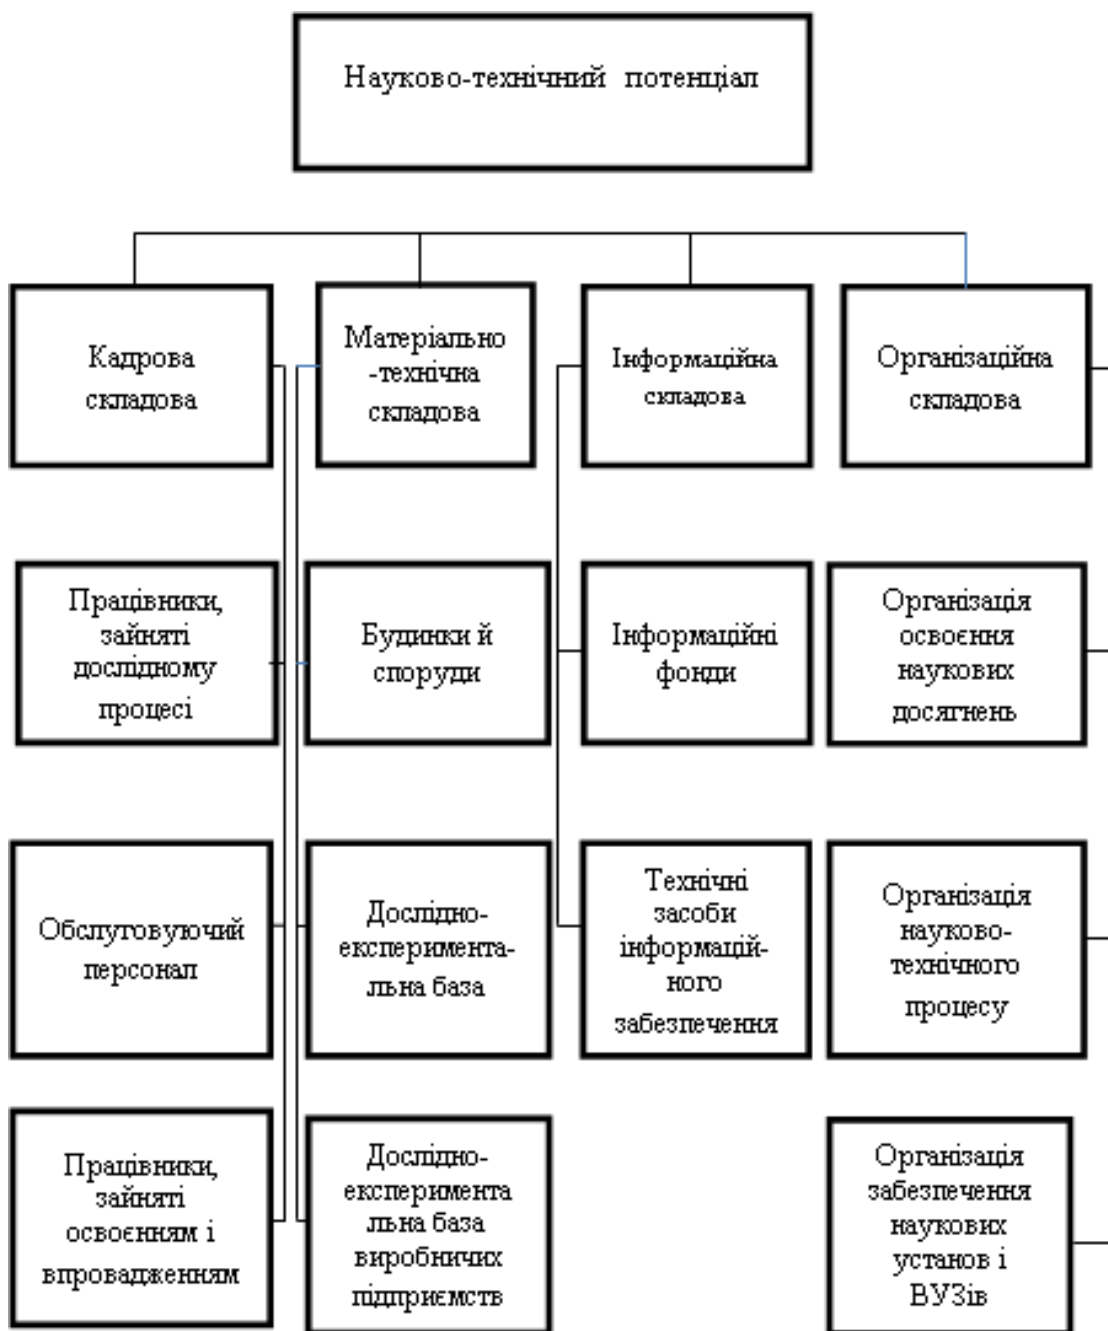 Науково-технічний потенціал
Кадрова
складова
Матеріально
-технічна
складова
Інформаційна
складова
Організаційна
складова
Працівники,
зайняті
дослідному
процесі
Будинки й
споруди
Інформаційні
фонди
Організація
освоєння
наукових
досягнень
Обслуговуючий
персонал
Дослідно-
експеримента-
льна база
Технічні
засоби
інформацій-
ного
забезпечення
Організація
науково-
технічного
процесу
Працівники,
зайняті
освоєнням і
впровадженням
Дослідно-
експеримента
льна база
виробничих
підприємств
Організація
забезпечення
наукових
установ і
ВУЗів